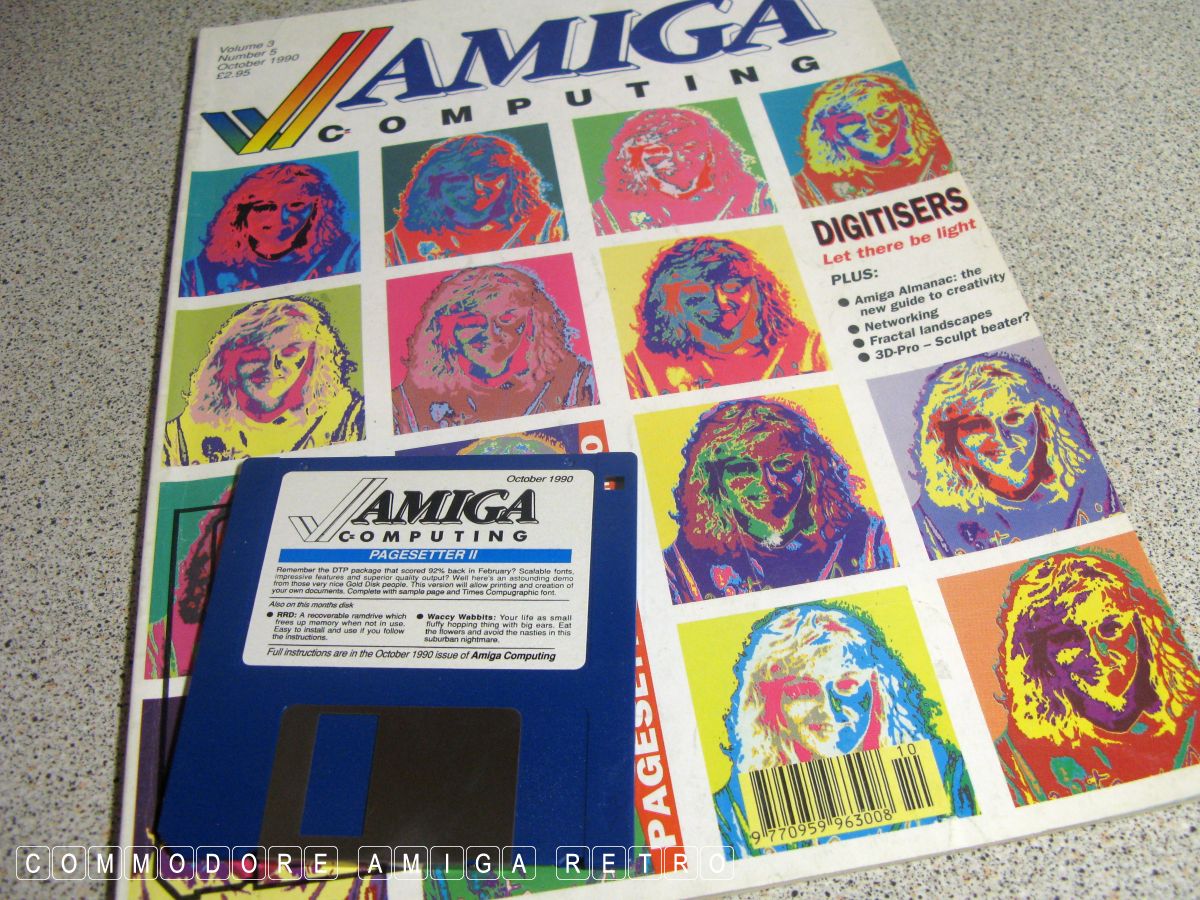 Volume 3
Number 5
October 1990
£2.95
AMIGA
COMPUTING
DIGITISERS
Let there be light
PLUS:
● Amiga Almanac: the
new guide to creativity
● Networking
● Fractal landscapes
● 3D-Pro – Sculpt beater?
October 1990
AMIGA
COMPUTING
PAGESETTER II
Remember the DTP package that scored 92% back in February? Scalable fonts,
impressive features and superior quality output? Well here's an astounding demo
from those very nice Gold Disk people. This version will allow printing and creation of
your own documents. Complete with sample page and Times Compugraphic font.
Also on this months disk
● RRD: A recoverable ramdrive which
frees up memory when not in use.
Easy to install and use if you follow
the instructions.
● Waccy Wabbits: Your life as small
fluffy hopping thing with big ears. Eat
the flowers and avoid the nasties in this
suburban nightmare.
Full instructions are in the October 1990 issue of Amiga Computing
10
9 770959 963008
COMMODORE AMIGA RETRO